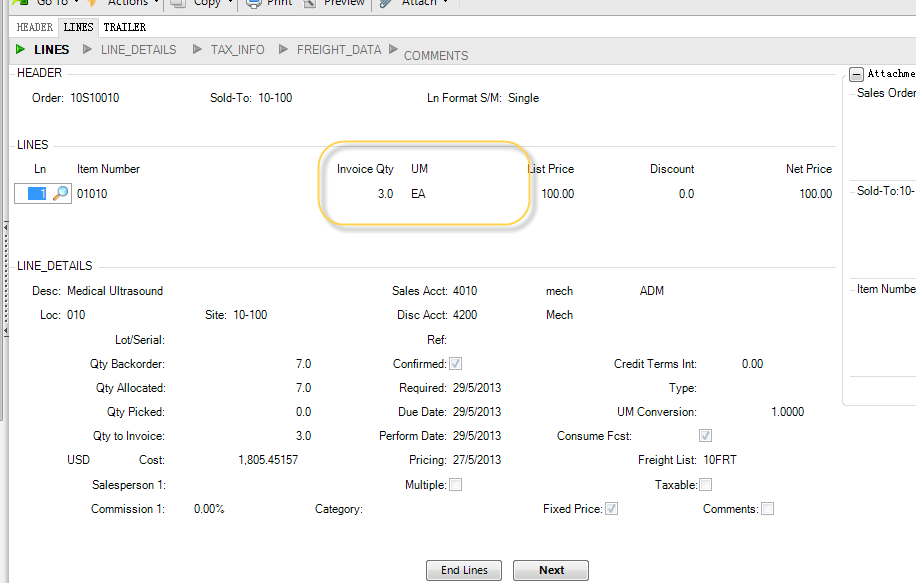 Go To Actions Copy Print Preview Attach
HEADER LINES TRAILER
LINES LINE_DETAILS TAX_INFO FREIGHT_DATA COMMENTS
HEADER
Order: 10S10010 Sold-To: 10-100 Ln Format S/M: Single
LINES
Ln Item Number Invoice Qty UM List Price Discount Net Price
1 01010 3.0 EA 100.00 0.0 100.00
LINE_DETAILS
Desc: Medical Ultrasound Sales Acct: 4010 mech ADM
Loc: 010 Site: 10-100 Disc Acct: 4200 Mech
Lot/Serial: Ref:
Qty Backorder: 7.0 Confirmed: Credit Terms Int: 0.00
Qty Allocated: 7.0 Required: 29/5/2013 Type:
Qty Picked: 0.0 Due Date: 29/5/2013 UM Conversion: 1.0000
Qty to Invoice: 3.0 Perform Date: 29/5/2013 Consume Fcst:
USD Cost: 1,805.45157 Pricing: 27/5/2013 Freight List: 10FRT
Salesperson 1: Multiple: Taxable:
Commission 1: 0.00% Category: Fixed Price: Comments:
End Lines Next
Attachme
Sales Order
Sold-To:10-
Item Numbe